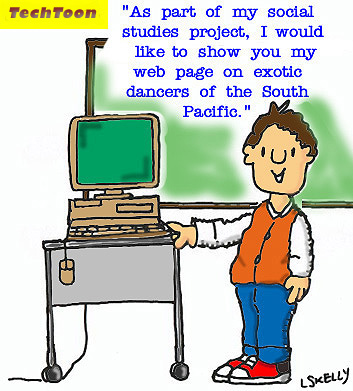 TechToon
"As part of my social
studies project, I would
like to show you my
web page on exotic
dancers of the South
Pacific."
LSKELLY